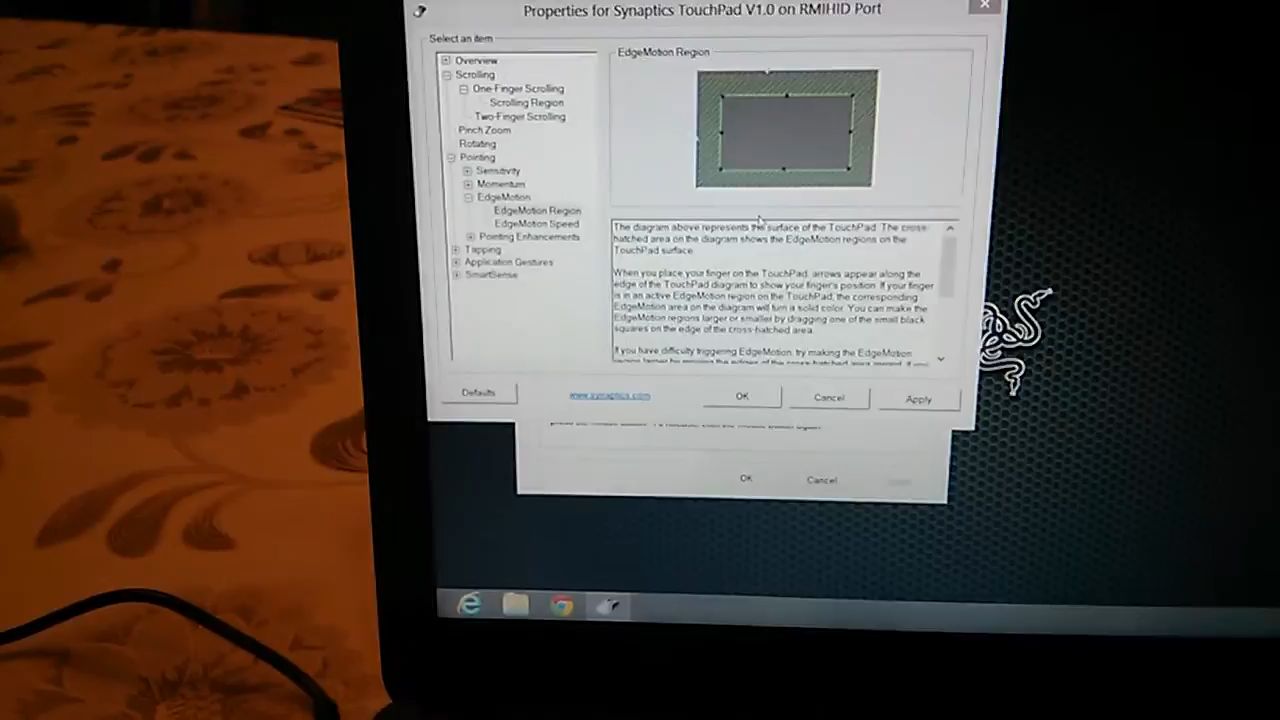 Properties for Synaptics TouchPad V1.0 on RMIHID Port
Select an item
Overview
Scrolling
One-Finger Scrolling
Scrolling Region
Two-Finger Scrolling
Pinch Zoom
Rotating
Pointing
Sensitivity
Momentum
EdgeMotion
EdgeMotion Region
EdgeMotion Speed
Pointing Enhancements
Tapping
Application Gestures
SmartSense
EdgeMotion Region
The diagram above represents the surface of the TouchPad. The cross-
hatched area on the diagram shows the EdgeMotion regions on the
TouchPad surface.
When you place your finger on the TouchPad, arrows appear along the
edge of the TouchPad diagram to show your finger's position. If your finger
is in an active EdgeMotion region on the TouchPad, the corresponding
EdgeMotion area on the diagram will turn a solid color. You can make the
EdgeMotion regions larger or smaller by dragging one of the small black
squares on the edge of the cross-hatched area.
If you have difficulty triggering EdgeMotion, try making the EdgeMotion
Defaults
www.synaptics.com
OK
Cancel
Apply
OK
Cancel